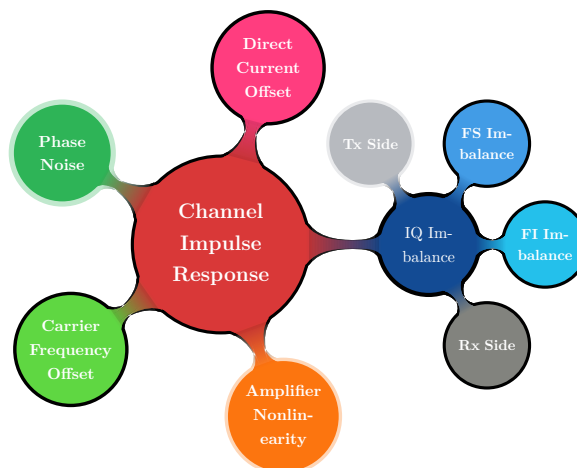 Direct
Current
Offset
Phase
Noise
Tx Side
FS Im-
balance
Channel
Impulse
Response
IQ Im-
balance
FI Im-
balance
Carrier
Frequency
Offset
Rx Side
Amplifier
Nonlin-
earity